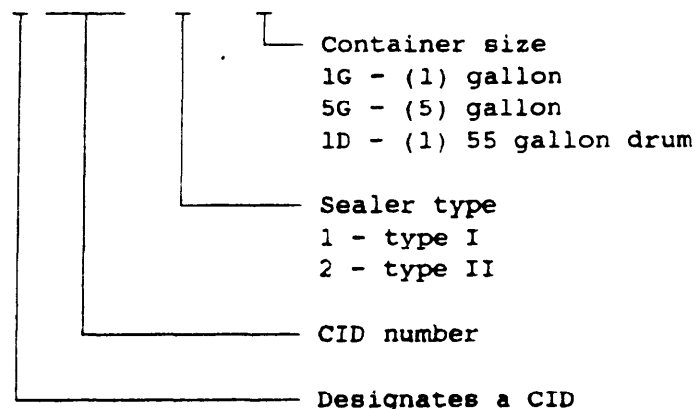 Container size
1G - (1) gallon
5G - (5) gallon
1D - (1) 55 gallon drum
Sealer type
1 - type I
2 - type II
CID number
Designates a CID